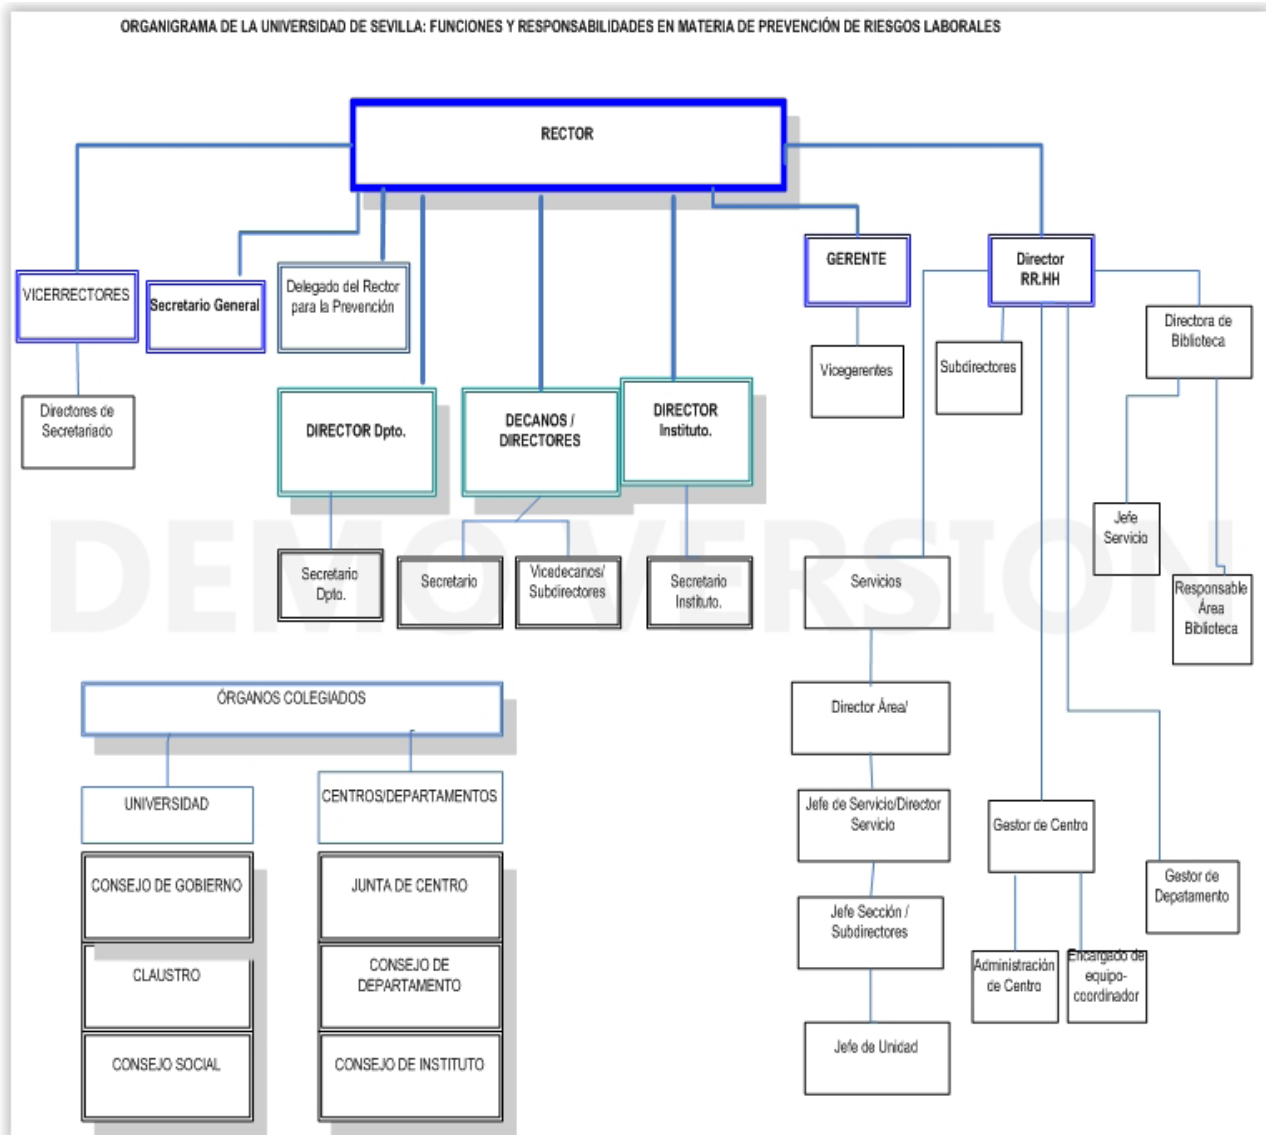 ORGANIGRAMA DE LA UNIVERSIDAD DE SEVILLA: FUNCIONES Y RESPONSABILIDADES EN MATERIA DE PREVENCIÓN DE RIESGOS LABORALES
RECTOR
VICERRECTORES
Secretario General
Delegado del Rector
para la Prevención
GERENTE
Director
RR.HH
Directora de
Biblioteca
Vicegerentes
Subdirectores
Directores de
Secretariado
DIRECTOR Dpto.
DECANOS /
DIRECTORES
DIRECTOR
Instituto.
Jefe
Servicio
Secretario
Dpto.
Secretario
Vicedecanos/
Subdirectores
Secretario
Instituto.
Servicios
Responsable
Área
Biblioteca
DEMO VERSION
ÓRGANOS COLEGIADOS
UNIVERSIDAD
CENTROS/DEPARTAMENTOS
CONSEJO DE GOBIERNO
JUNTA DE CENTRO
CLAUSTRO
CONSEJO DE
DEPARTAMENTO
CONSEJO SOCIAL
CONSEJO DE INSTITUTO
Director Área/
Jefe de Servicio/Director
Servicio
Jefe Sección /
Subdirectores
Jefe de Unidad
Gestor de Centro
Gestor de
Depatamento
Administración
de Centro
Encargado de
equipo-
coordinador